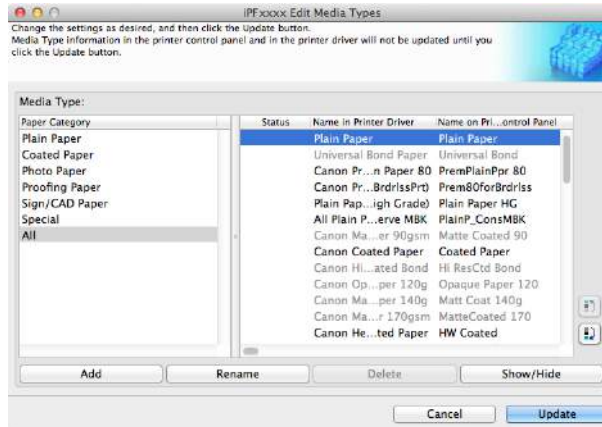 iPFxxxx Edit Media Types
Change the settings as desired, and then click the Update button.
Media Type information in the printer control panel and in the printer driver will not be updated until you
click the Update button.
Media Type:
Paper Category
Plain Paper
Coated Paper
Photo Paper
Proofing Paper
Sign/CAD Paper
Special
All
Status Name in Printer Driver Name on Pri...ontrol Panel
Plain Paper Plain Paper
Universal Bond Paper Universal Bond
Canon Pr...n Paper 80 PremPlainPpr 80
Canon Pr...BrdrlssPrt) Prem80forBrdrlss
Plain Pap...igh Grade) Plain Paper HG
All Plain P...erve MBK PlainP_ConsMBK
Canon Ma...er 90gsm Matte Coated 90
Canon Coated Paper Coated Paper
Canon Hi...ated Bond Hi ResCtd Bond
Canon Op...per 120g Opaque Paper 120
Canon Ma...per 140g Matt Coat 140g
Canon Ma...r 170gsm MatteCoated 170
Canon He...ted Paper HW Coated
Add Rename Delete Show/Hide
Cancel Update